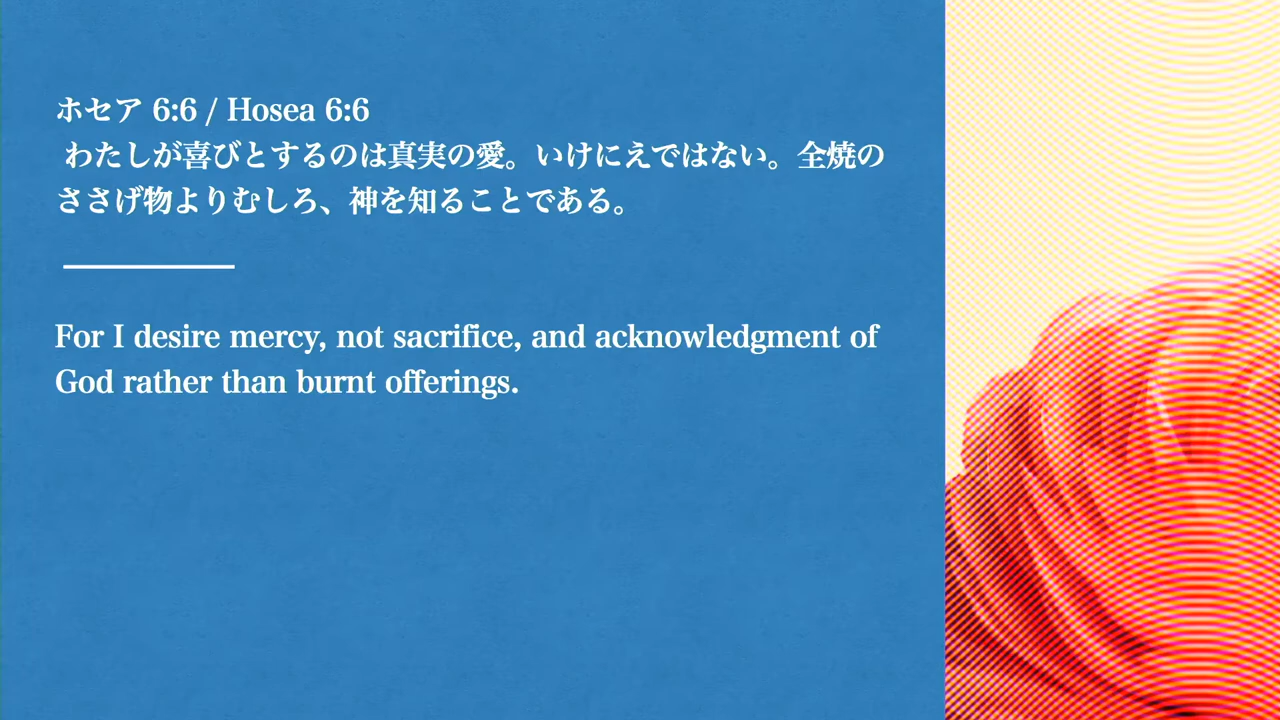 ホセア 6:6 / Hosea 6:6
わたしが喜びとするのは真実の愛。いけにえではない。全焼の
ささげ物よりむしろ、神を知ることである。
For I desire mercy, not sacrifice, and acknowledgment of
God rather than burnt offerings.